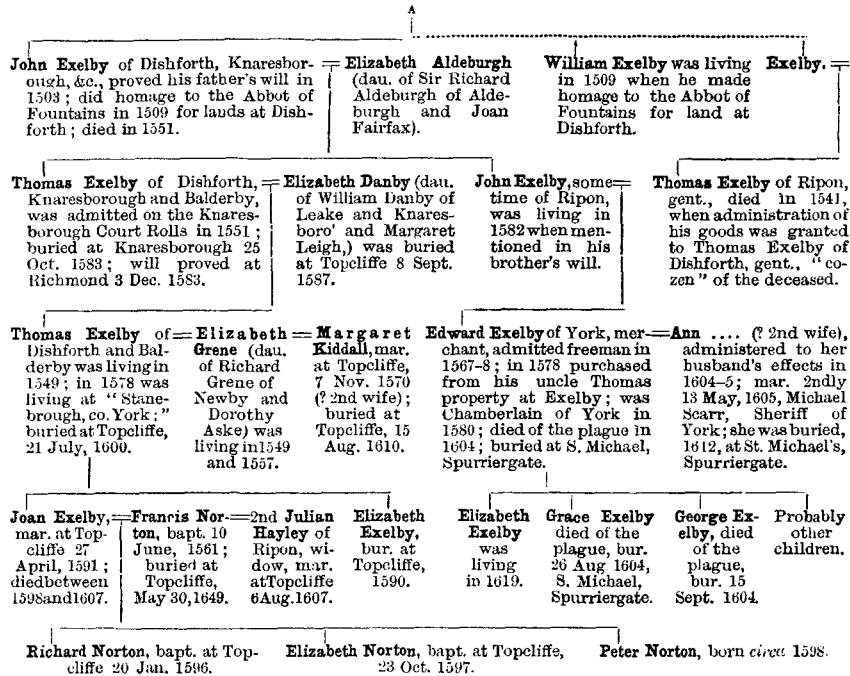 A
John Exelby of Dishforth, Knaresbor-
ough, &c., proved his father's will in
1503; did homage to the Abbot of
Fountains in 1509 for lands at Dish-
forth; died in 1551.
Elizabeth Aldeburgh
(dau. of Sir Richard
Aldeburgh of Alde-
burgh and Joan
Fairfax).
William Exelby was living
in 1509 when he made
homage to the Abbot of
Fountains for land at
Dishforth.
Exelby.
Thomas Exelby of Dishforth,
Knaresborough and Balderby,
was admitted on the Knares-
borough Court Rolls in 1551;
buried at Knaresborough 25
Oct. 1583; will proved at
Richmond 3 Dec. 1583.
Elizabeth Danby (dau.
of William Danby of
Leake and Knares-
boro' and Margaret
Leigh,) was buried
at Topcliffe 8 Sept.
1587.
John Exelby, some
time of Ripon,
was living in
1582 when men-
tioned in his
brother's will.
Thomas Exelby of Ripon,
gent., died in 1541,
when administration of
his goods was granted
to Thomas Exelby of
Dishforth, gent., "co-
zen" of the deceased.
Thomas Exelby of
Dishforth and Bal-
derby was living in
1549; in 1578 was
living at "Stane-
brough, co. York;"
buried at Topcliffe,
21 July, 1600.
Elizabeth
Grene (dau.
of Richard
Grene of
Newby and
Dorothy
Aske) was
living in 1549
and 1557.
Margaret
Kiddall, mar.
at Topcliffe,
7 Nov. 1570
(? 2nd wife);
buried at
Topcliffe, 15
Aug. 1610.
Edward Exelby of York, mer-
chant, admitted freeman in
1567-8; in 1578 purchased
from his uncle Thomas
property at Exelby; was
Chamberlain of York in
1580; died of the plague in
1604; buried at S. Michael,
Spurriergate.
Ann .... (? 2nd wife),
administered to her
husband's effects in
1604-5; mar. 2ndly
13 May, 1605, Michael
Scarr, Sheriff of
York; she was buried,
1612, at St. Michael's,
Spurriergate.
Joan Exelby,
mar. at Top-
cliffe 27
April, 1591;
died between
1598 and 1607.
Francis Nor-
ton, bapt. 10
June, 1561;
buried at
Topcliffe,
May 30, 1649.
2nd Julian
Hayley of
Ripon, wi-
dow, mar.
at Topcliffe
6 Aug. 1607.
Elizabeth
Exelby,
bur. at
Topcliffe,
1590.
Elizabeth
Exelby
was
living
in 1619.
Grace Exelby
died of the
plague, bur.
26 Aug 1604,
S. Michael,
Spurriergate.
George Ex-
elby, died
of the
plague,
bur. 15
Sept. 1604.
Probably
other
children.
Richard Norton, bapt. at Top-
cliffe 20 Jan. 1596.
Elizabeth Norton, bapt. at Topcliffe,
23 Oct. 1597.
Peter Norton, born circa 1598.